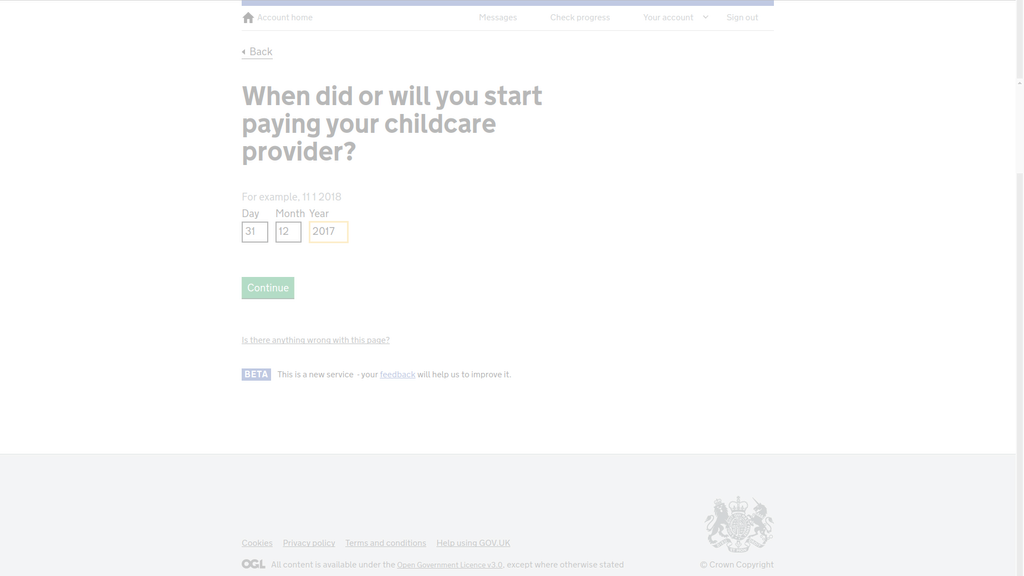 Account home Messages Check progress Your account Sign out
Back
When did or will you start
paying your childcare
provider?
For example, 11 1 2018
Day Month Year
31 12 2017
Continue
Is there anything wrong with this page?
BETA This is a new service - your feedback will help us to improve it.
Cookies Privacy policy Terms and conditions Help using GOV.UK
OGL All content is available under the Open Government Licence v3.0, except where otherwise stated © Crown Copyright